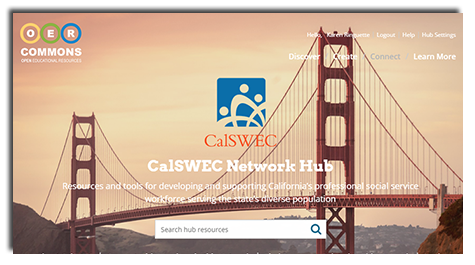 OER
COMMONS
OPEN EDUCATIONAL RESOURCES
Hello, Karen Ringuette Logout Help Hub Settings
Discover Create Connect Learn More
CalSWEC
CalSWEC Network Hub
Resources and tools for developing and supporting California's professional social service
workforce serving the state's diverse population
Search hub resources